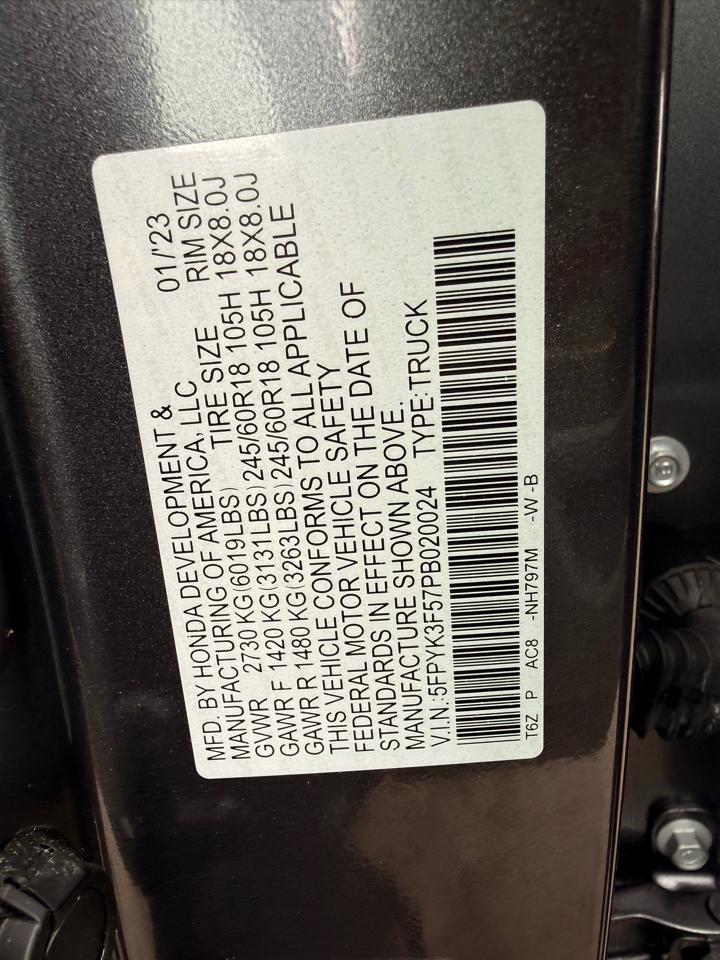 MFD. BY HONDA DEVELOPMENT & 01/'23
MANUFACTURING OF AMERICA, LLC
GVWR 2730 KG (6019LBS) TIRE SIZE RIM SIZE
GAWR F 1420 KG (3131LBS) 245/60R18 105H 18X8.0J
GAWR R 1480 KG (3263LBS) 245/60R18 105H 18X8.0J
THIS VEHICLE CONFORMS TO ALL APPLICABLE
FEDERAL MOTOR VEHICLE SAFETY
STANDARDS IN EFFECT ON THE DATE OF
MANUFACTURE SHOWN ABOVE.
V.I.N.:5FPYK3F57PB020024 TYPE:TRUCK
T6Z P AC8 -NH797M -W -B